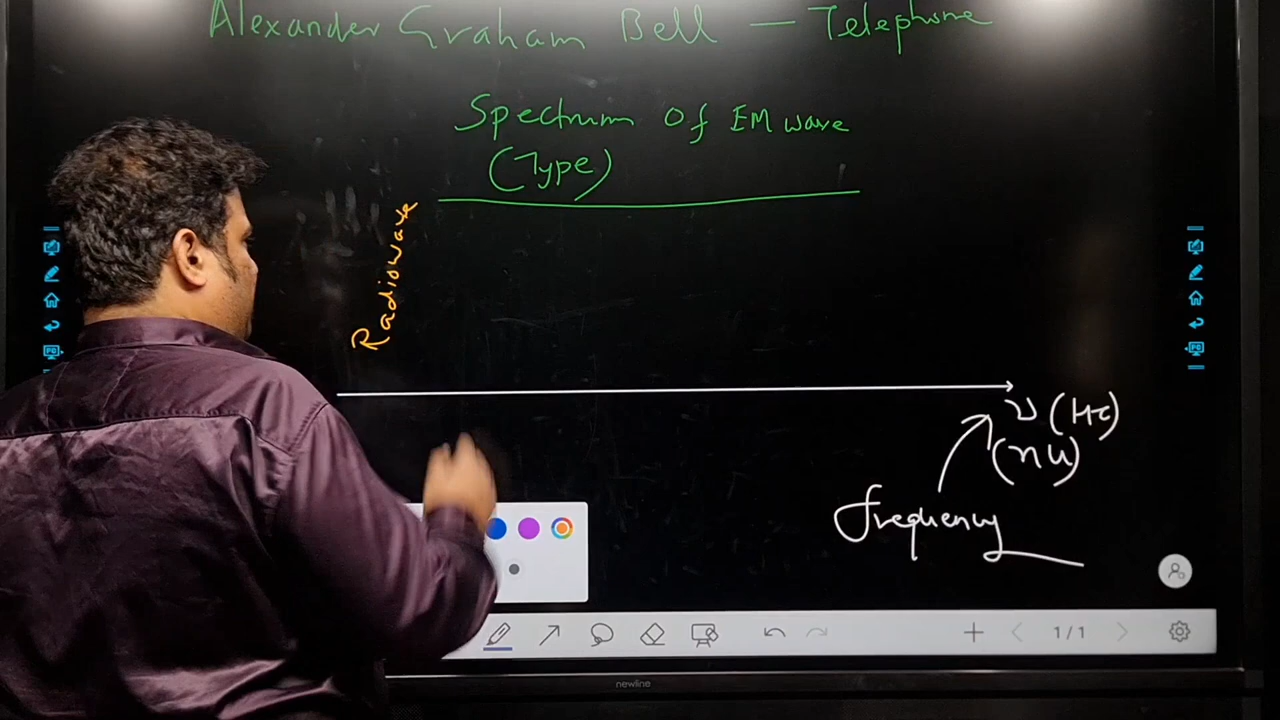 Alexander Graham Bell — Telephone
Spectrum of EM wave
(Type)
Radiowave
ν (Hz)
(nu)
frequency
1/1
newline